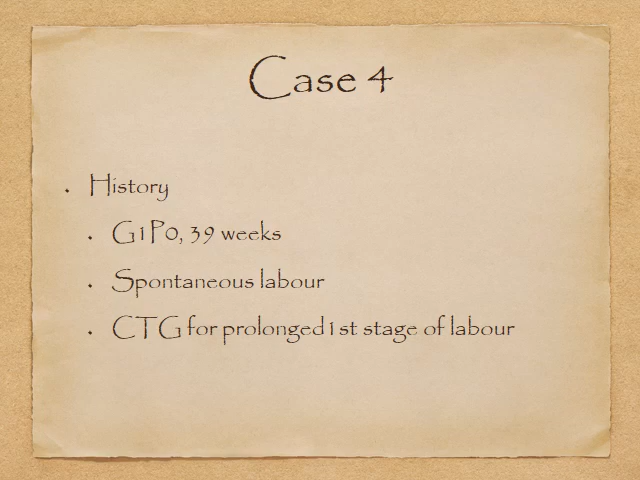 Case 4
• History
• G1P0, 39 weeks
• Spontaneous labour
• CTG for prolonged 1st stage of labour